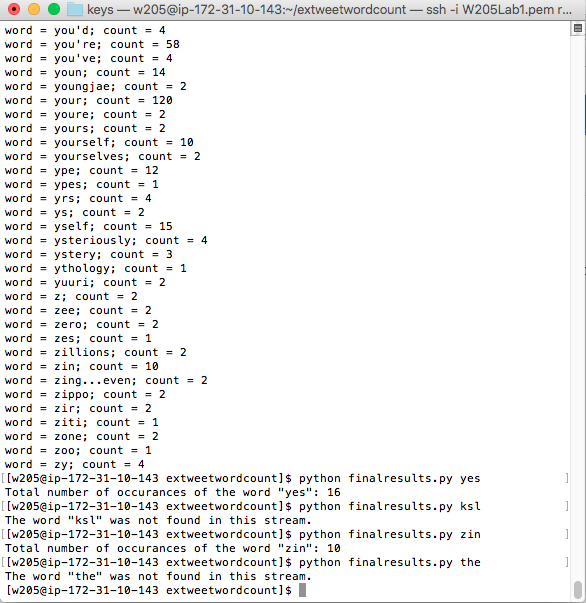 keys — w205@ip-172-31-10-143:~/extweetwordcount — ssh -i W205Lab1.pem r...
word = you'd; count = 4
word = you're; count = 58
word = you've; count = 4
word = youn; count = 14
word = youngjae; count = 2
word = your; count = 120
word = youre; count = 2
word = yours; count = 2
word = yourself; count = 10
word = yourselves; count = 2
word = ype; count = 12
word = ypes; count = 1
word = yrs; count = 4
word = ys; count = 2
word = yself; count = 15
word = ysteriously; count = 4
word = ystery; count = 3
word = ythology; count = 1
word = yuuri; count = 2
word = z; count = 2
word = zee; count = 2
word = zero; count = 2
word = zes; count = 1
word = zillions; count = 2
word = zin; count = 10
word = zing...even; count = 2
word = zippo; count = 2
word = zir; count = 2
word = ziti; count = 1
word = zone; count = 2
word = zoo; count = 1
word = zy; count = 4
[[w205@ip-172-31-10-143 extweetwordcount]$ python finalresults.py yes ]
Total number of occurances of the word "yes": 16
[[w205@ip-172-31-10-143 extweetwordcount]$ python finalresults.py ksl ]
The word "ksl" was not found in this stream.
[[w205@ip-172-31-10-143 extweetwordcount]$ python finalresults.py zin ]
Total number of occurances of the word "zin": 10
[[w205@ip-172-31-10-143 extweetwordcount]$ python finalresults.py the ]
The word "the" was not found in this stream.
[w205@ip-172-31-10-143 extweetwordcount]$